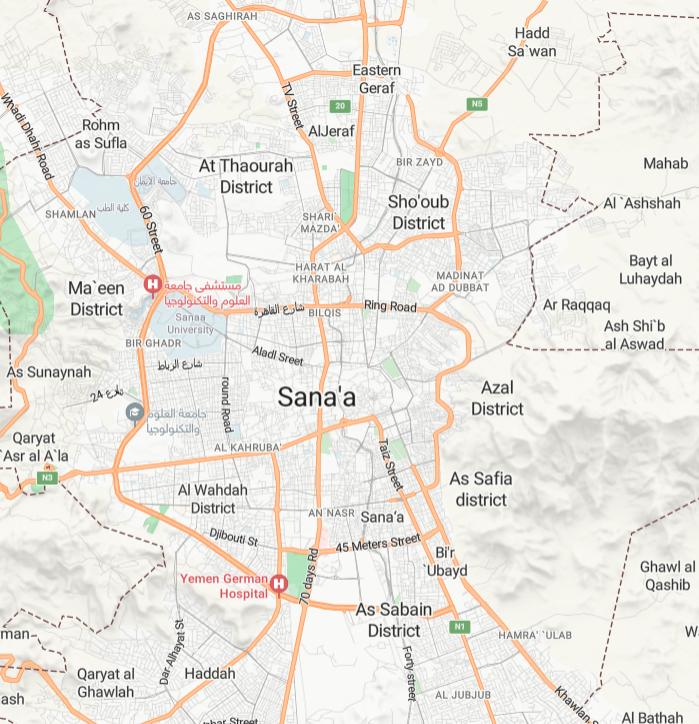 AS SAGHIRAH
Hadd
Sa`wan
Eastern
Geraf
TV Street
20
N5
Wadi Dhahr Road
Rohm
as Sufla
AlJeraf
BIR ZAYD
Mahab
At Thaourah
District
جامعة الإيمان
كلية الطب
Sho'oub
District
Al `Ashshah
SHAMLAN
60 Street
SHARI`
MAZDA'
HARAT AL
KHARABAH
MADINAT
AD DUBBAT
Bayt al
Luhaydah
Ma`een
District
مستشفى جامعة
العلوم والتكنولوجيا
Sanaa
University
شارع القاهرة
BILQIS
Ring Road
Ar Raqqaq
Ash Shi`b
al Aswad
BIR GHADR
شارع الرباط
Aladl Sreet
As Sunaynah
شارع 24
round Road
Sana'a
Azal
District
جامعة العلوم
والتكنولوجيا
Qaryat
`Asr al A`la
N3
AL KAHRUBA'
Taiz Street
Al Wahdah
District
As Safia
district
AN NASR
Sana'a
Djibouti St
45 Meters Street
Bi'r
`Ubayd
Yemen German
Hospital
70 days Rd
Ghawl al
Qashib
As Sabain
District
N1
HAMRA' `ULAB
Dar Alhayat St
Haddah
Qaryat al
Ghawlah
Forty street
AL JUBJUB
Khawlan
Al Bathah